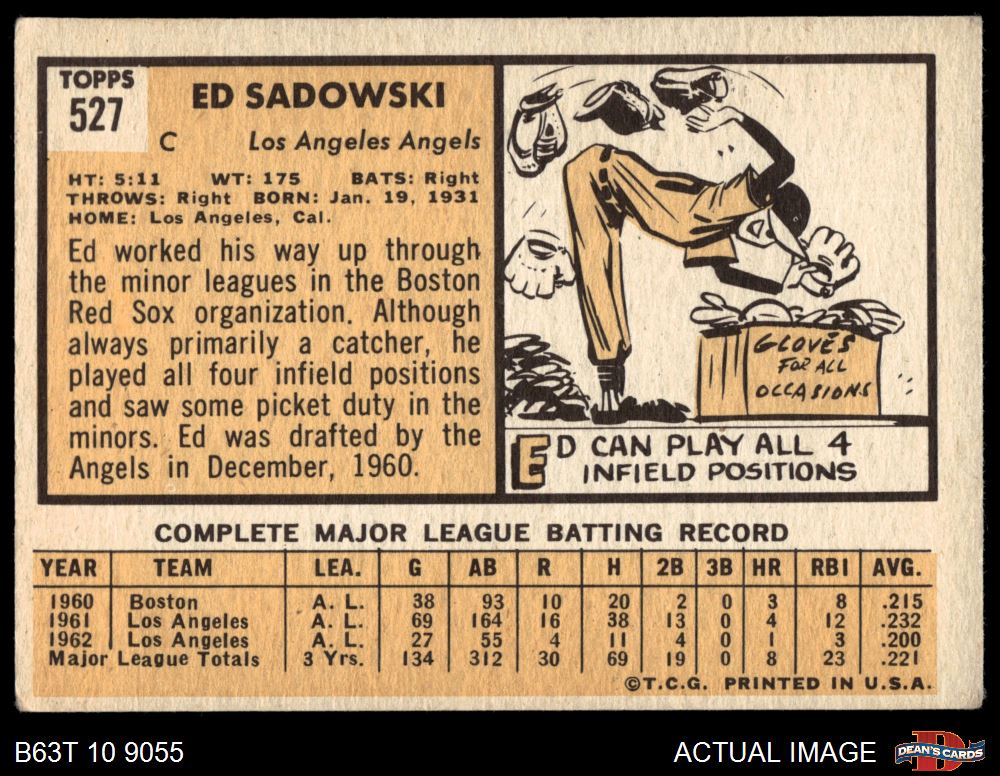 TOPPS
527
ED SADOWSKI
C Los Angeles Angels
HT: 5:11 WT: 175 BATS: Right
THROWS: Right BORN: Jan. 19, 1931
HOME: Los Angeles, Cal.
Ed worked his way up through
the minor leagues in the Boston
Red Sox organization. Although
always primarily a catcher, he
played all four infield positions
and saw some picket duty in the
minors. Ed was drafted by the
Angels in December, 1960.
GLOVES
FOR ALL
OCCASIONS
ED CAN PLAY ALL 4
INFIELD POSITIONS
COMPLETE MAJOR LEAGUE BATTING RECORD
YEAR TEAM LEA. G AB R H 2B 3B HR RBI AVG.
1960 Boston A. L. 38 93 10 20 2 0 3 8 .215
1961 Los Angeles A. L. 69 164 16 38 13 0 4 12 .232
1962 Los Angeles A. L. 27 55 4 11 4 0 1 3 .200
Major League Totals 3 Yrs. 134 312 30 69 19 0 8 23 .221
©T.C.G. PRINTED IN U.S.A.
B63T 10 9055 ACTUAL IMAGE DEAN'S CARDS